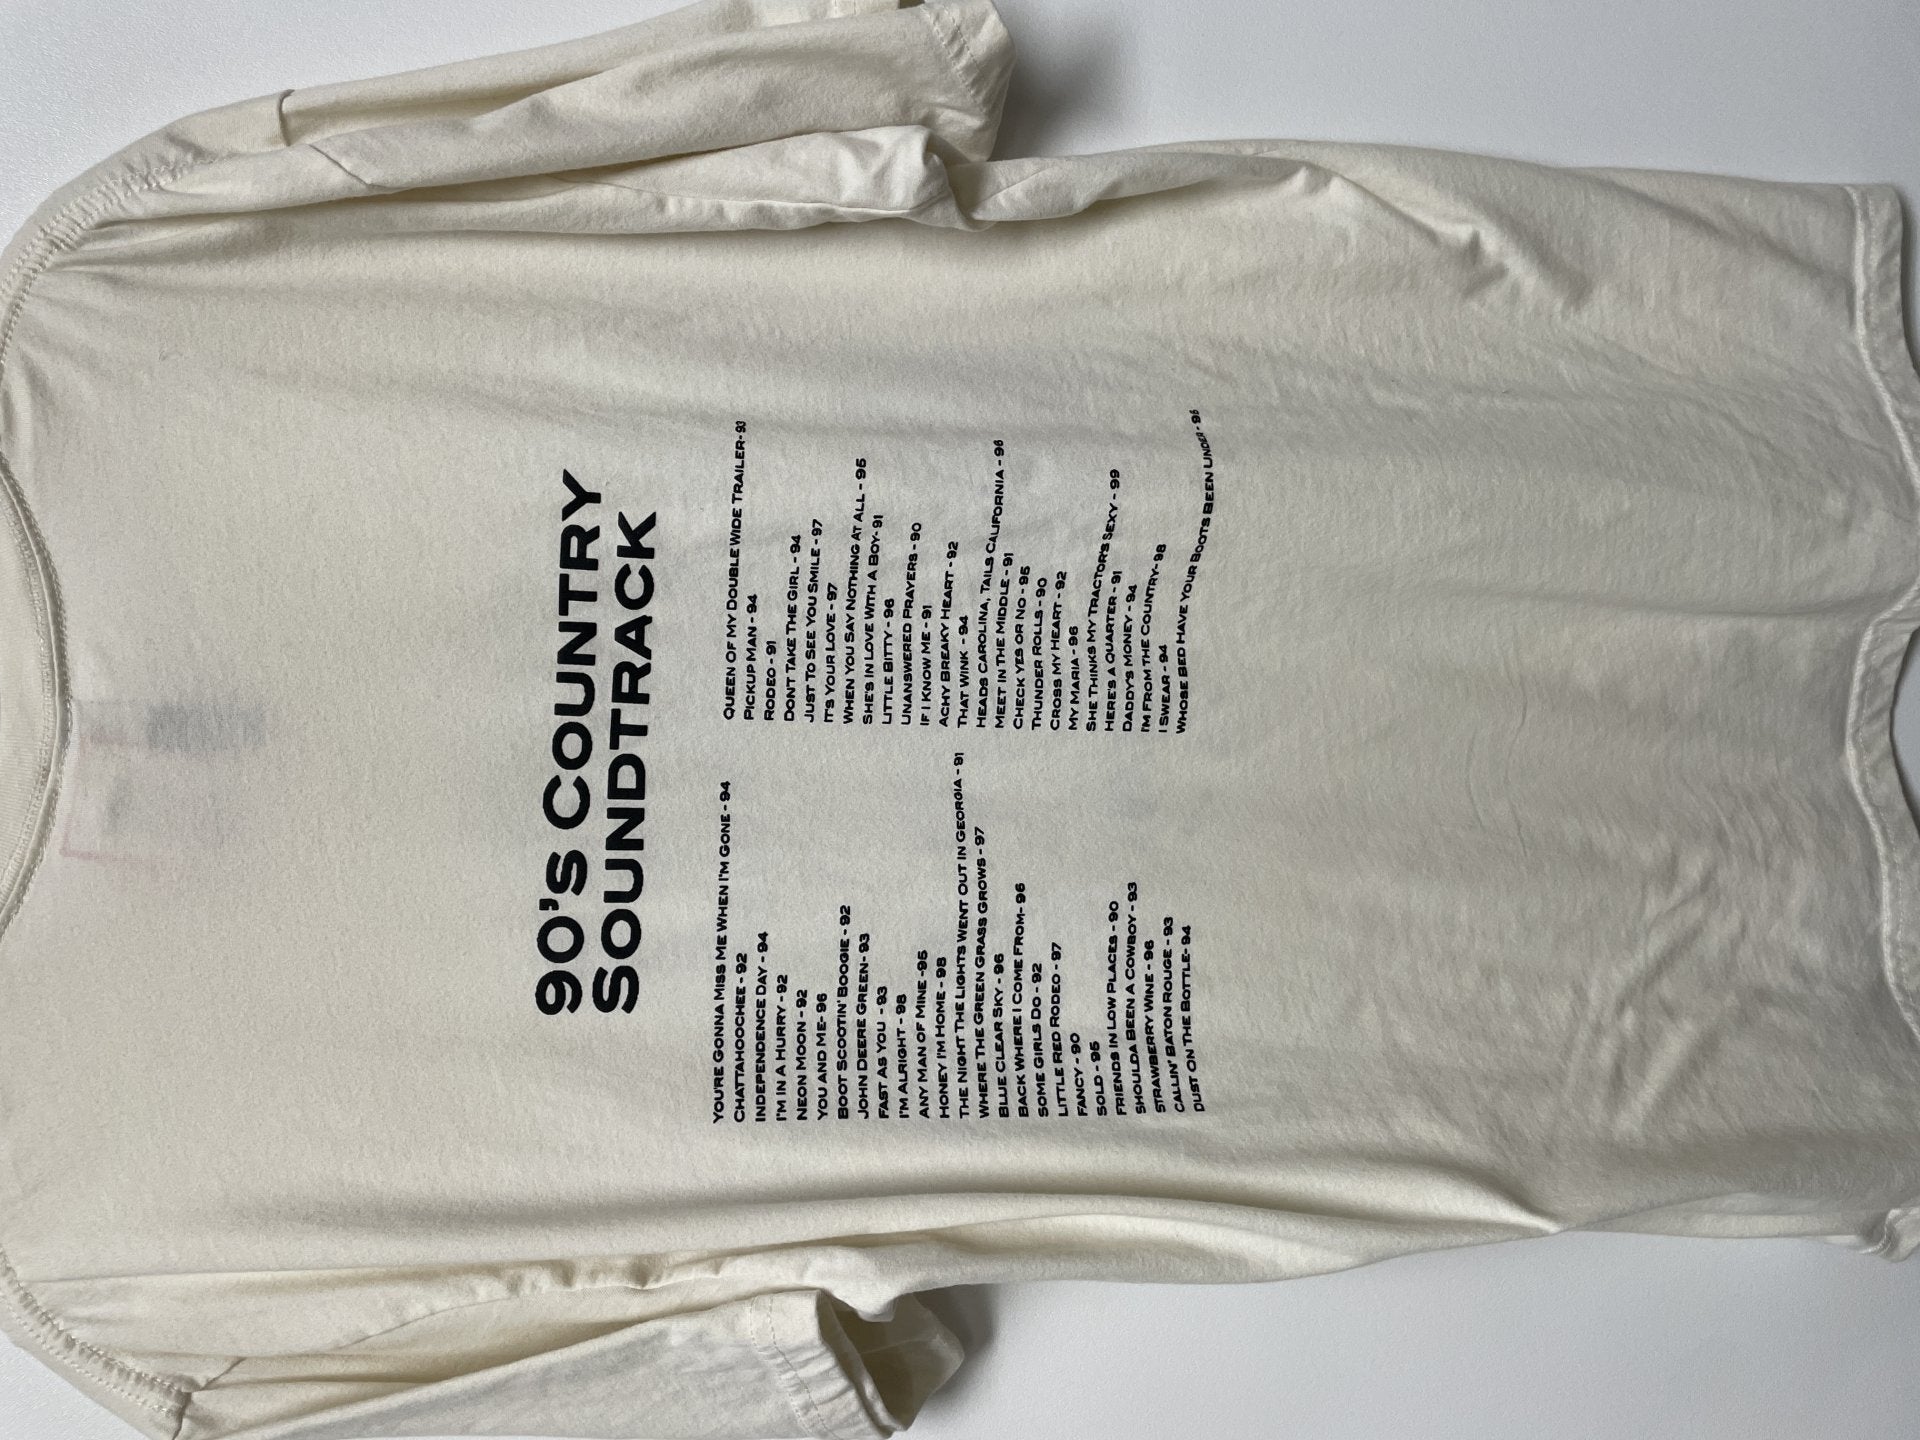 90's Country
Soundtrack
You're Gonna Miss Me When I'm Gone - 94
Chattahoochee - 92
Independence Day - 94
I'm in a Hurry - 92
Neon Moon - 92
You and Me- 96
Boot Scootin' Boogie - 92
John Deere Green- 93
Fast As You - 93
I'm Alright - 98
Any Man of Mine -95
Honey I'm Home - 98
The Night The Lights Went Out in Georgia - 91
Where The Green Grass Grows - 97
Blue Clear Sky - 96
Back Where I Come From- 96
Some Girls Do - 92
Little Red Rodeo - 97
Fancy - 90
Sold - 95
Friends in Low Places - 90
Shoulda Been a Cowboy - 93
Strawberry Wine - 96
Callin' Baton Rouge - 93
Dust on The Bottle- 94
Queen of My Double Wide Trailer- 93
Pickup Man - 94
Rodeo - 91
Don't Take The Girl - 94
Just To See You Smile - 97
It's Your Love - 97
When You Say Nothing at All - 95
She's in Love With a Boy- 91
Little Bitty - 96
Unanswered Prayers - 90
If I Know Me - 91
Achy Breaky Heart - 92
That Wink - 94
Heads Carolina, Tails California - 96
Meet in the Middle - 91
Check Yes or No - 95
Thunder Rolls - 90
Cross My Heart - 92
My Maria - 96
She Thinks My Tractor's Sexy - 99
Here's a Quarter - 91
Daddy's Money - 94
I'm From the Country- 98
I Swear - 94
Whose Bed Have Your Boots Been Under - 95